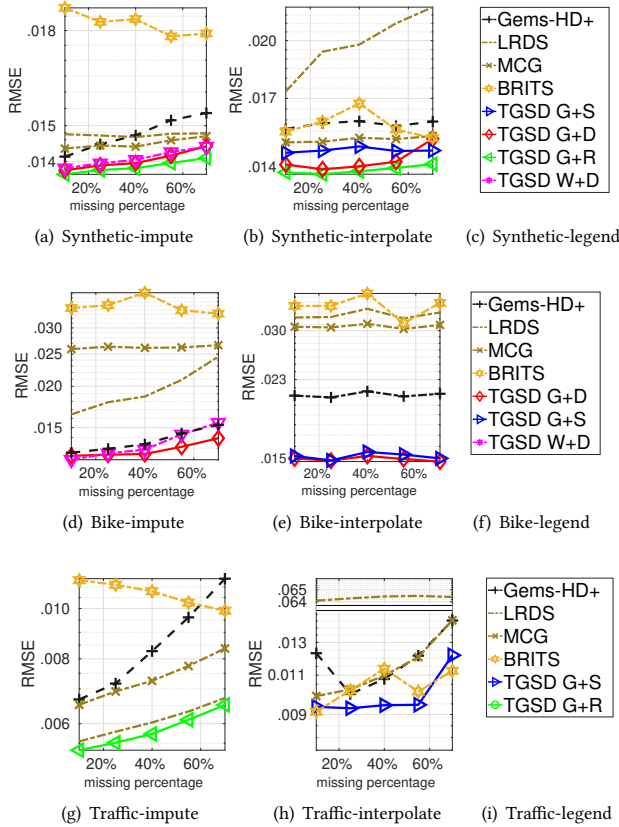 RMSE
.018
.015
.014
20% 40% 60%
missing percentage
(a) Synthetic-impute
RMSE
.020
.017
.014
20% 40% 60%
missing percentage
(b) Synthetic-interpolate
Gems-HD+
LRDS
MCG
BRITS
TGSD G+S
TGSD G+D
TGSD G+R
TGSD W+D
(c) Synthetic-legend
RMSE
.030
.025
.020
.015
20% 40% 60%
missing percentage
(d) Bike-impute
RMSE
.030
.023
.015
20% 40% 60%
missing percentage
(e) Bike-interpolate
Gems-HD+
LRDS
MCG
BRITS
TGSD G+D
TGSD G+S
TGSD W+D
(f) Bike-legend
RMSE
.010
.008
.006
20% 40% 60%
missing percentage
(g) Traffic-impute
RMSE
.065
.064
.013
.011
.009
20% 40% 60%
missing percentage
(h) Traffic-interpolate
Gems-HD+
LRDS
MCG
BRITS
TGSD G+S
TGSD G+R
(i) Traffic-legend